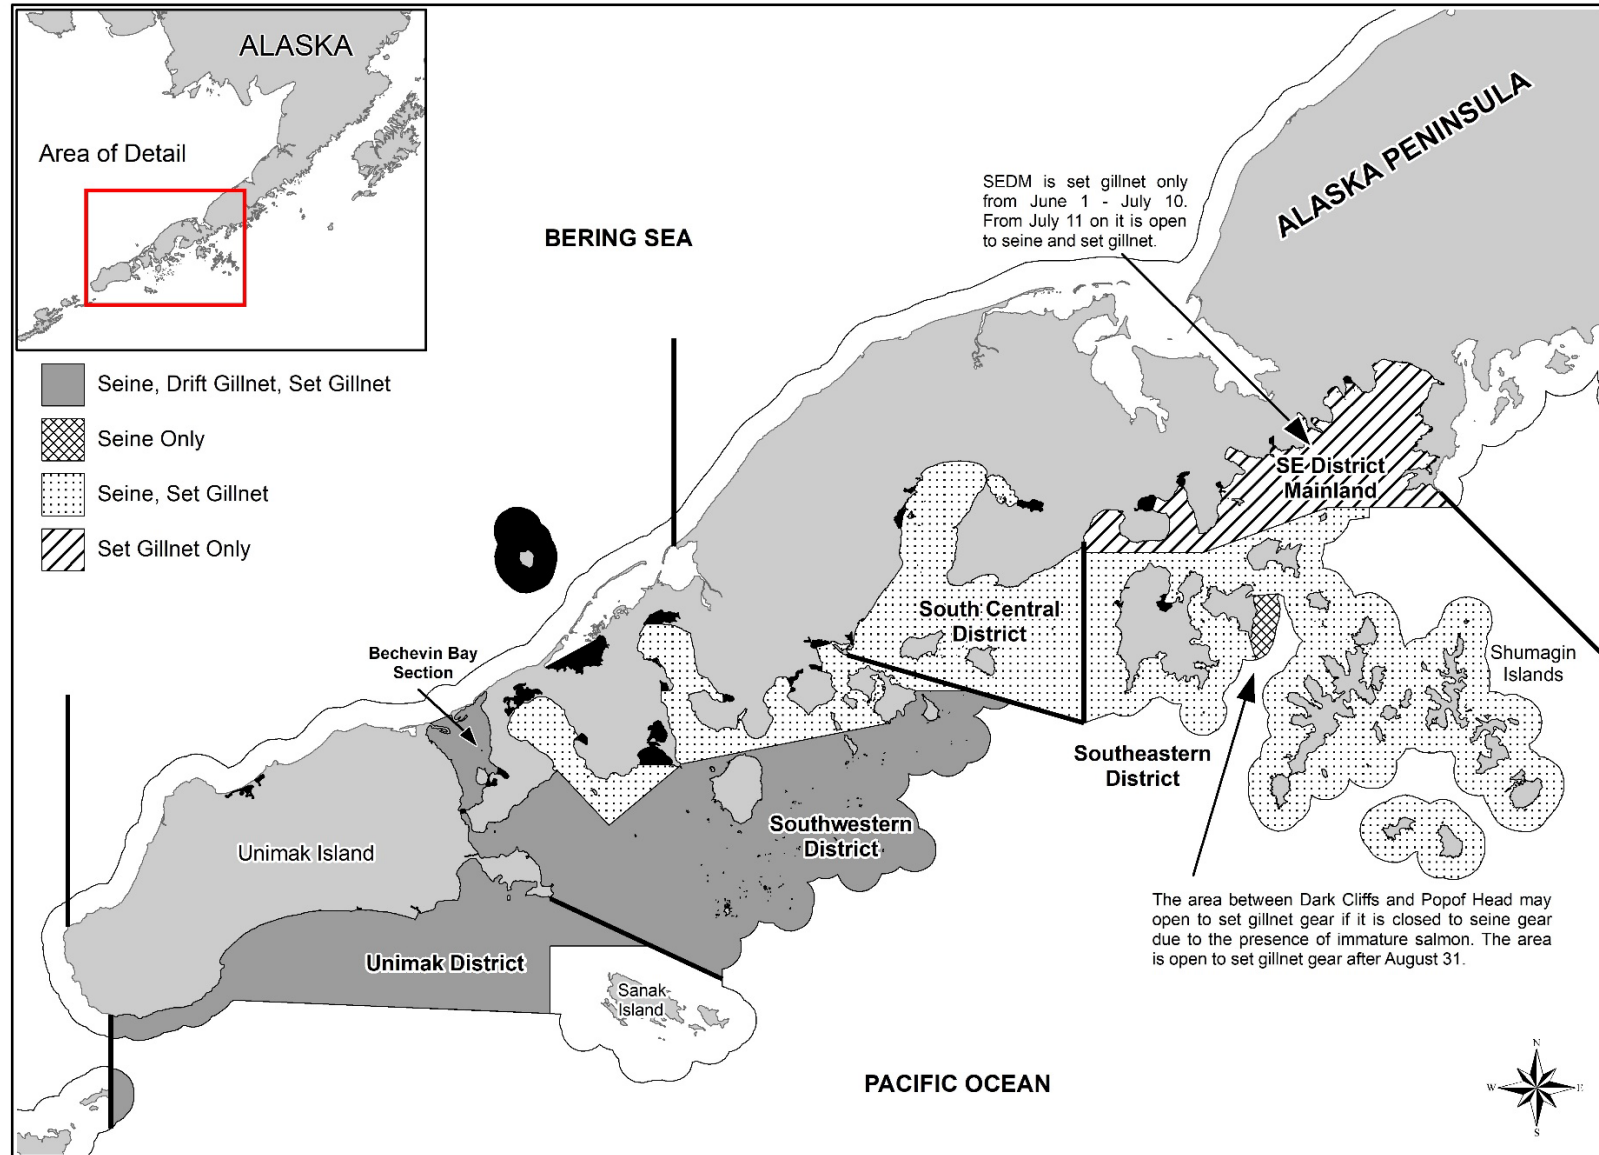 ALASKA
Area of Detail
Seine, Drift Gillnet, Set Gillnet
Seine Only
Seine, Set Gillnet
Set Gillnet Only
BERING SEA
ALASKA PENINSULA
SEDM is set gillnet only
from June 1 - July 10.
From July 11 on it is open
to seine and set gillnet.
SE District
Mainland
South Central
District
Bechevin Bay
Section
Shumagin
Islands
Southeastern
District
Southwestern
District
Unimak Island
Unimak District
Sanak
Island
The area between Dark Cliffs and Popof Head may
open to set gillnet gear if it is closed to seine gear
due to the presence of immature salmon. The area
is open to set gillnet gear after August 31.
PACIFIC OCEAN
N
W
E
S